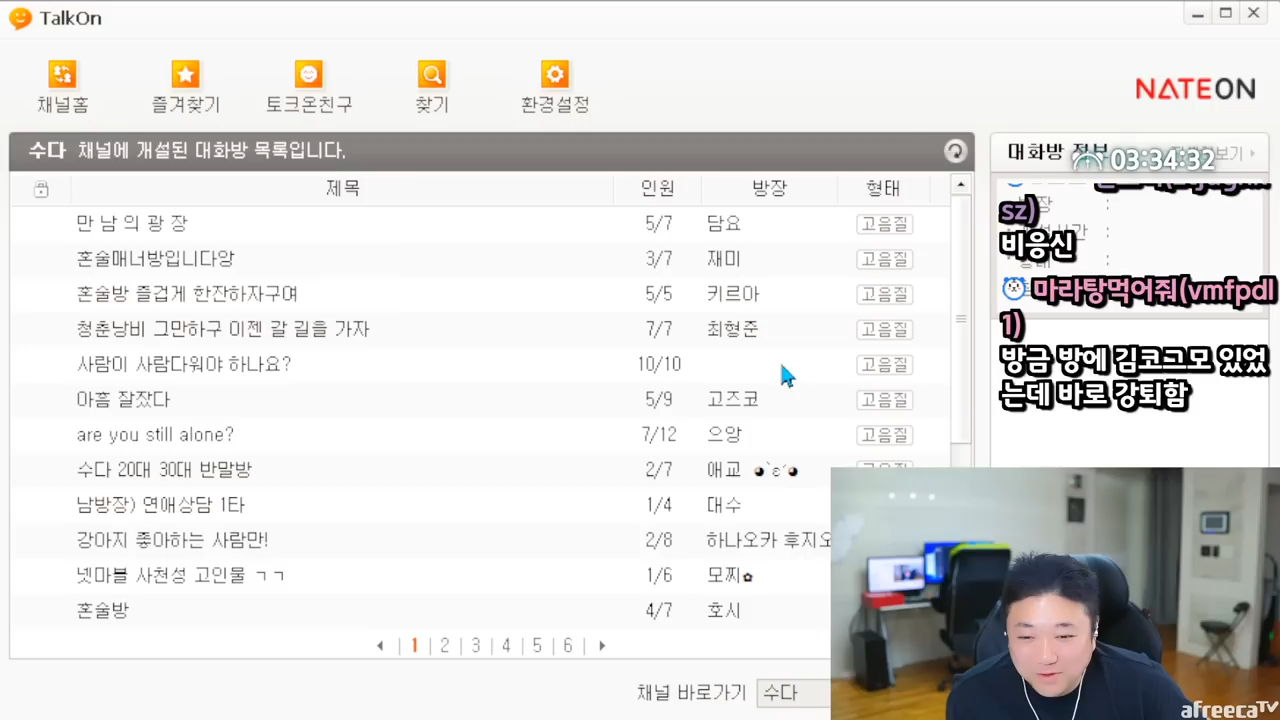 TalkOn
채널홈
즐겨찾기
토크온친구
찾기
환경설정
NATEON
수다 채널에 개설된 대화방 목록입니다.
제목 인원 방장 형태
만 남 의 광 장 5/7 담요 고음질
혼술매너방입니다앙 3/7 재미 고음질
혼술방 즐겁게 한잔하자구여 5/5 키르아 고음질
청춘낭비 그만하구 이젠 갈 길을 가자 7/7 최형준 고음질
사람이 사람다워야 하나요? 10/10 고음질
아흠 잘잤다 5/9 고즈코 고음질
are you still alone? 7/12 으앙 고음질
수다 20대 30대 반말방 2/7 애교
남방장) 연애상담 1타 1/4 대수
강아지 좋아하는 사람만! 2/8 하나오카 후지오
넷마블 사천성 고인물 ㄱㄱ 1/6 모찌✿
혼술방 4/7 호시
1 | 2 | 3 | 4 | 5 | 6
채널 바로가기 수다
대화방 정보
03:34:32
sz)
비응신
마라탕먹어줘(vmfpdl
1)
방금 방에 김코그모 있었
는데 바로 강퇴함
afreecaTV